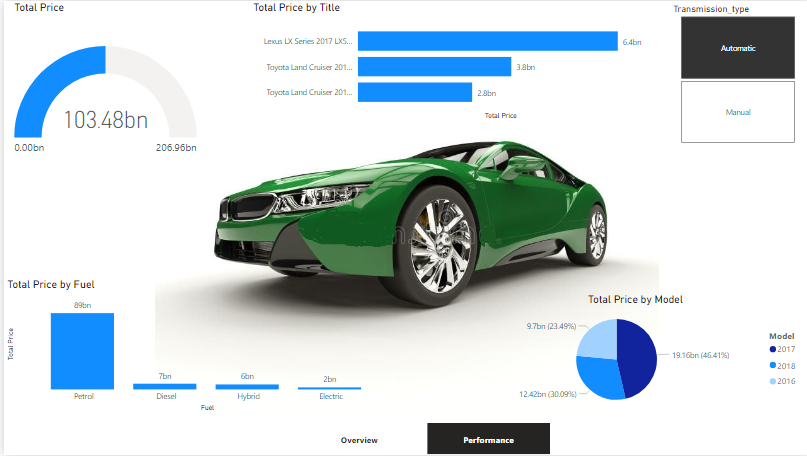 Total Price
103.48bn
0.00bn
206.96bn
Total Price by Title
Lexus LX Series 2017 LX5...
6.4bn
Toyota Land Cruiser 201...
3.8bn
Toyota Land Cruiser 201...
2.8bn
Total Price
Transmission_type
Automatic
Manual
Total Price by Fuel
Total Price
89bn
7bn
6bn
2bn
Petrol
Diesel
Hybrid
Electric
Fuel
Total Price by Model
9.7bn (23.49%)
19.16bn (46.41%)
12.42bn (30.09%)
Model
2017
2018
2016
Overview
Performance